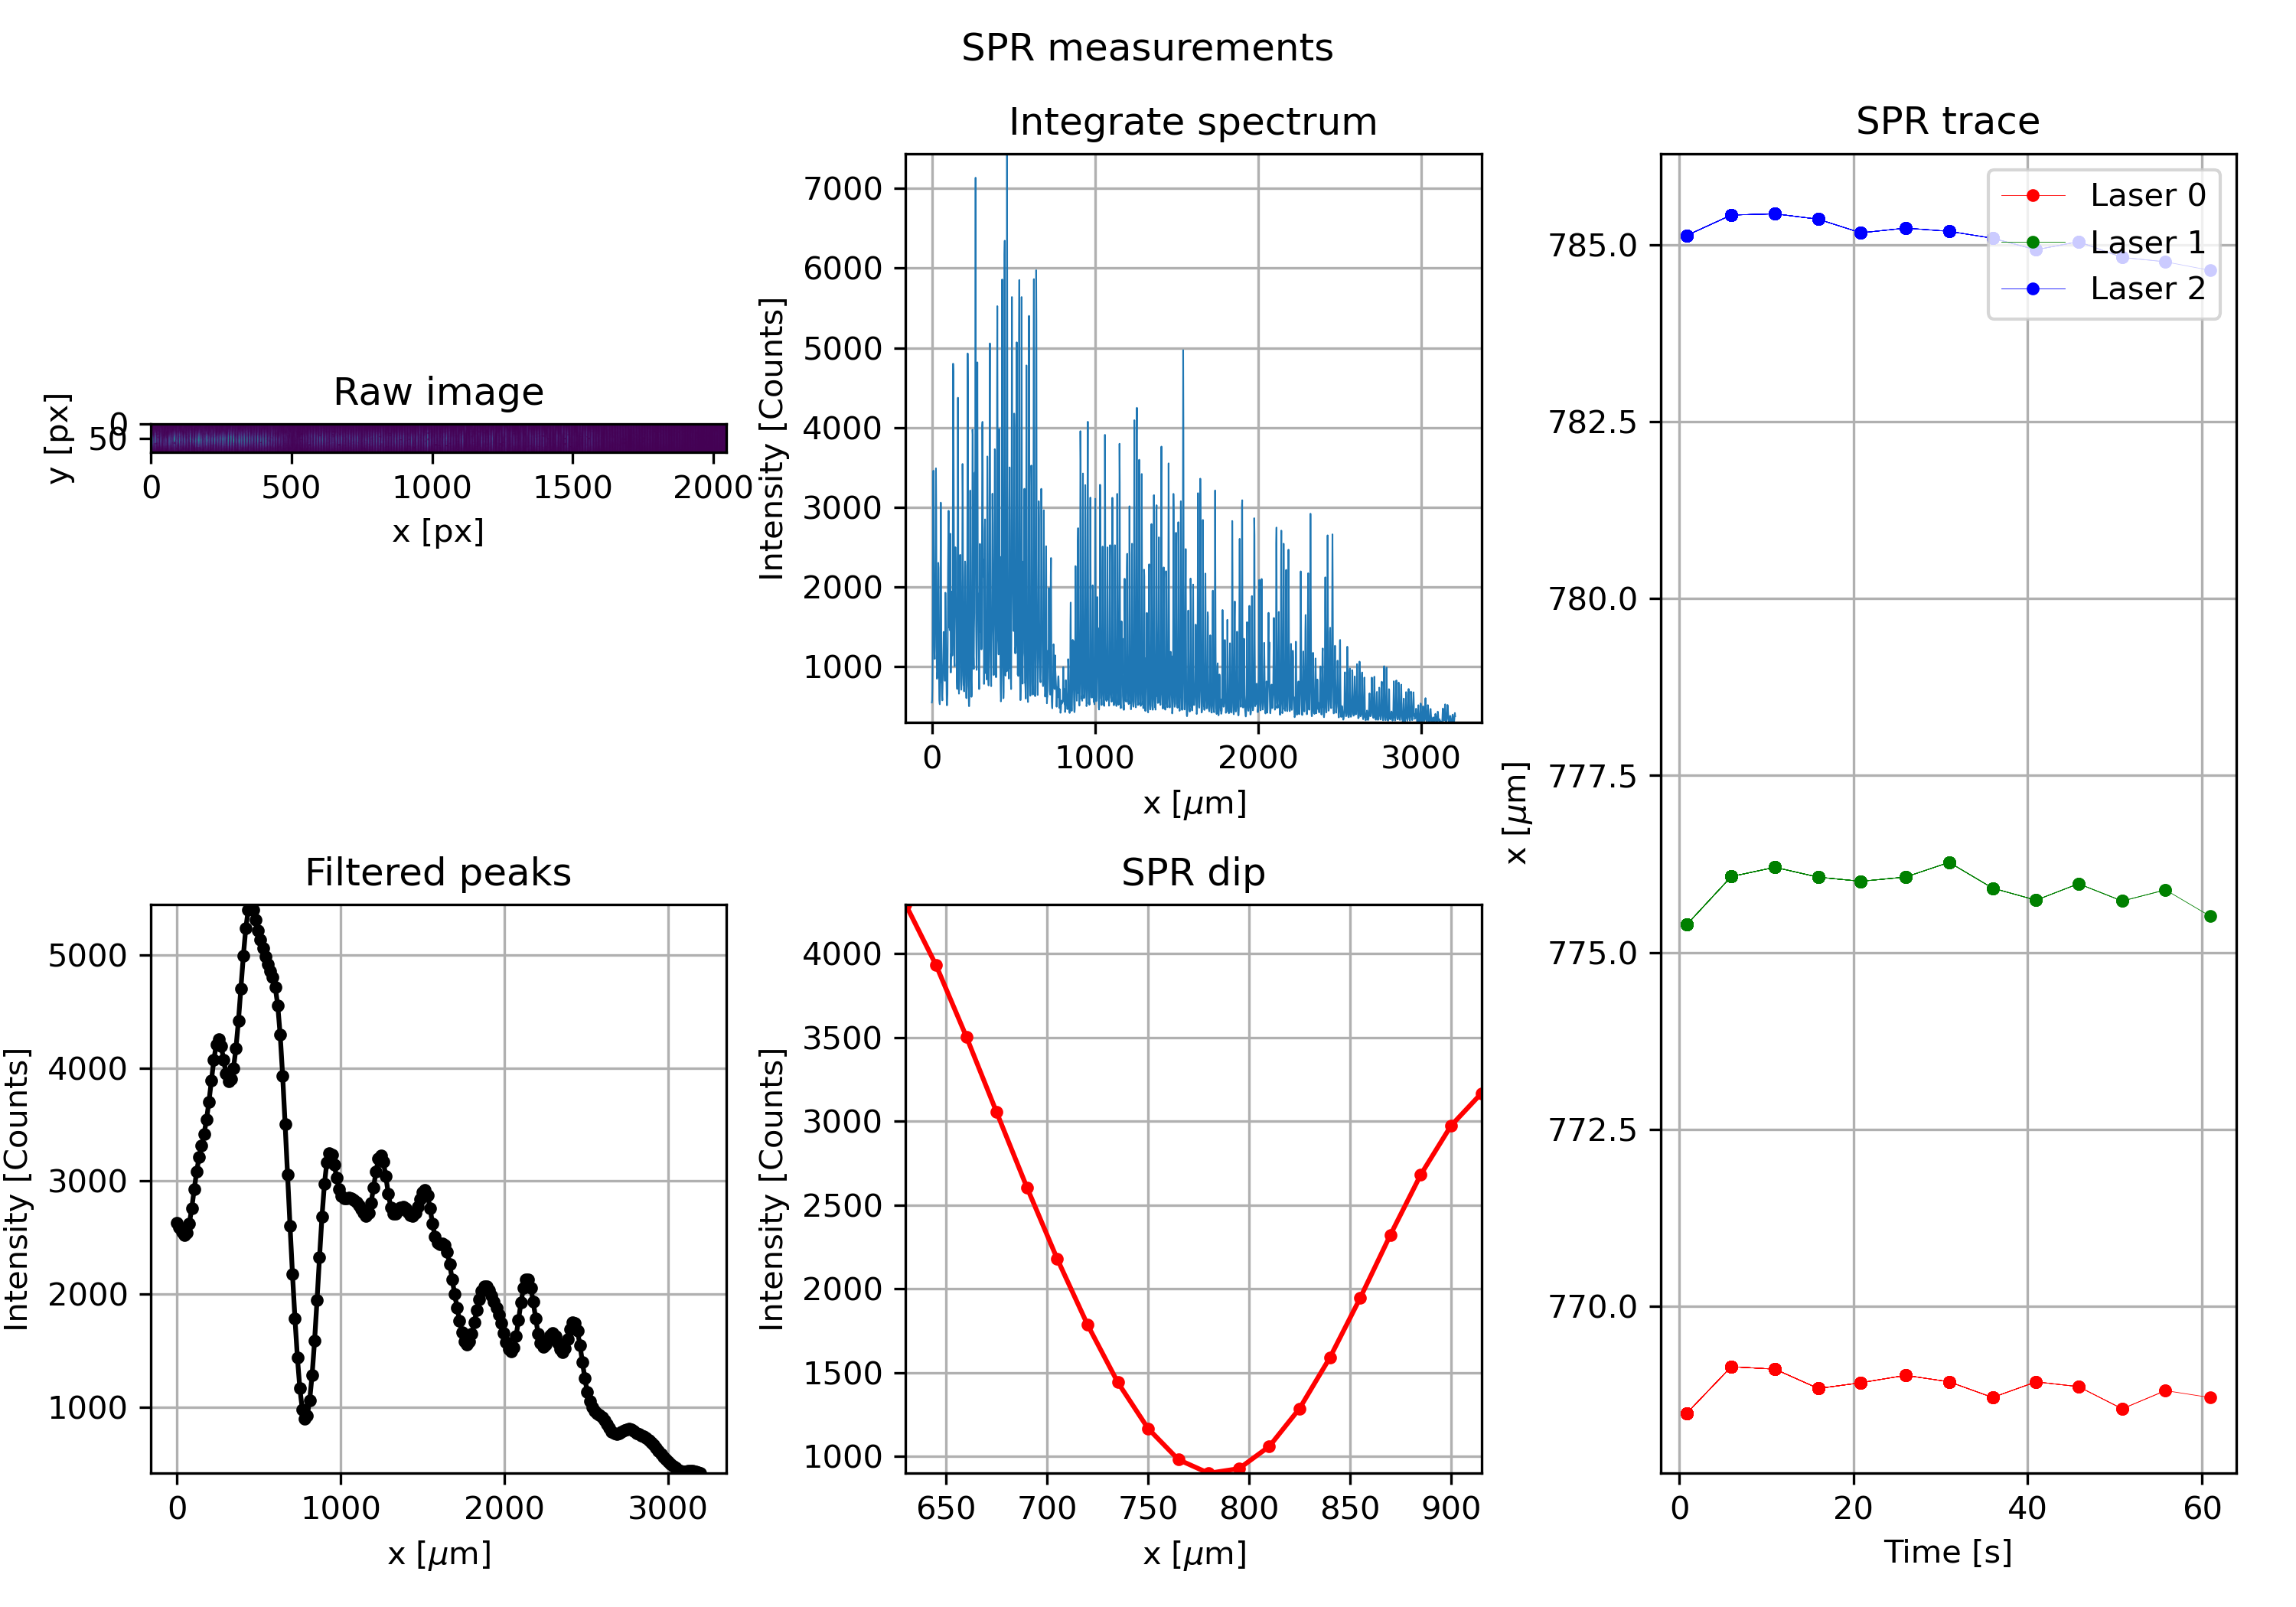 SPR measurements
Raw image
y [px]
0
50
0 500 1000 1500 2000
x [px]
Integrate spectrum
Intensity [Counts]
7000
6000
5000
4000
3000
2000
1000
0 1000 2000 3000
x [μm]
SPR trace
Laser 0
Laser 1
Laser 2
x [μm]
785.0
782.5
780.0
777.5
775.0
772.5
770.0
0 20 40 60
Time [s]
Filtered peaks
Intensity [Counts]
5000
4000
3000
2000
1000
0 1000 2000 3000
x [μm]
SPR dip
Intensity [Counts]
4000
3500
3000
2500
2000
1500
1000
650 700 750 800 850 900
x [μm]